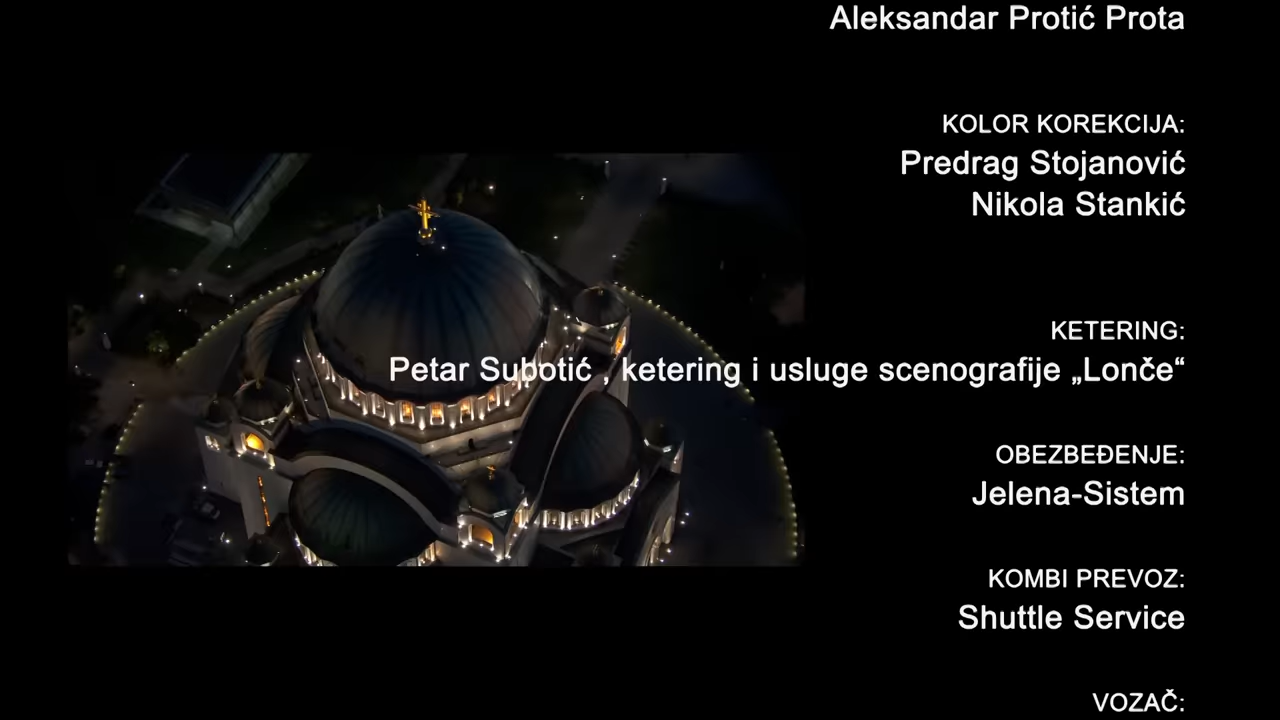 Aleksandar Protić Prota
KOLOR KOREKCIJA:
Predrag Stojanović
Nikola Stankić
KETERING:
Petar Subotić , ketering i usluge scenografije „Lonče“
OBEZBEĐENJE:
Jelena-Sistem
KOMBI PREVOZ:
Shuttle Service
VOZAČ: